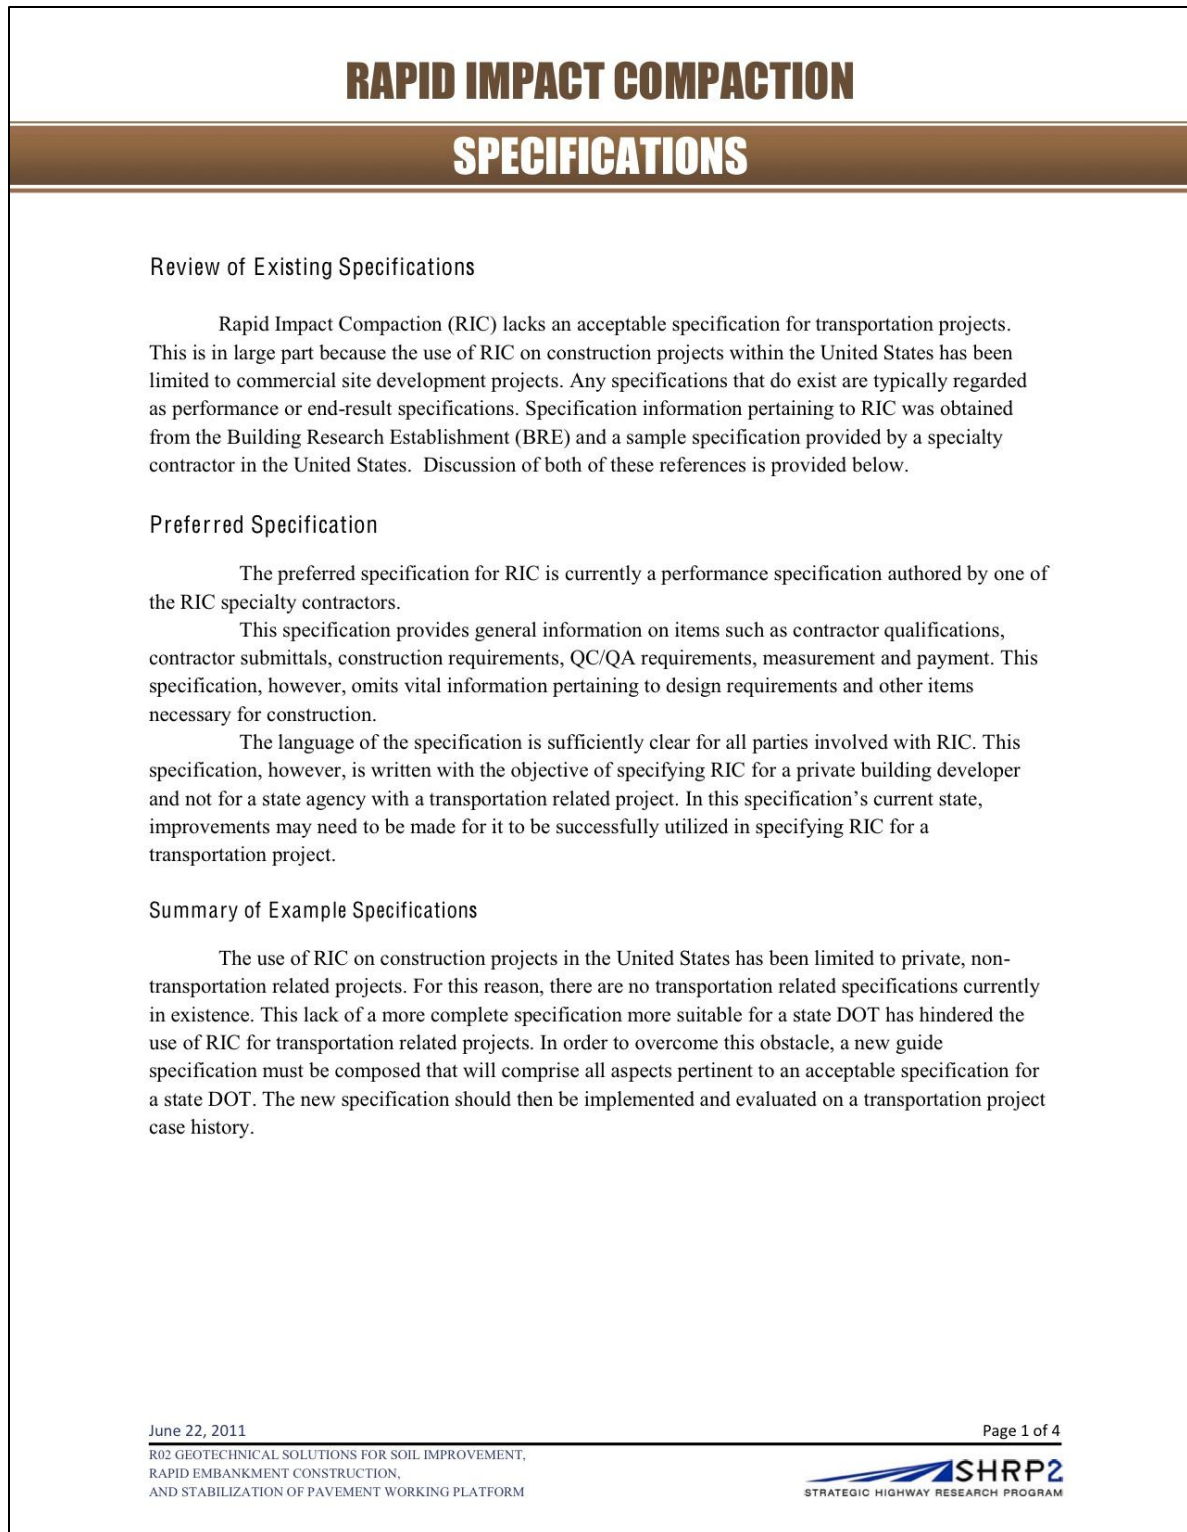 RAPID IMPACT COMPACTION
SPECIFICATIONS
Review of Existing Specifications
Rapid Impact Compaction (RIC) lacks an acceptable specification for transportation projects.
This is in large part because the use of RIC on construction projects within the United States has been
limited to commercial site development projects. Any specifications that do exist are typically regarded
as performance or end-result specifications. Specification information pertaining to RIC was obtained
from the Building Research Establishment (BRE) and a sample specification provided by a specialty
contractor in the United States.  Discussion of both of these references is provided below.
Preferred Specification
The preferred specification for RIC is currently a performance specification authored by one of
the RIC specialty contractors.
This specification provides general information on items such as contractor qualifications,
contractor submittals, construction requirements, QC/QA requirements, measurement and payment. This
specification, however, omits vital information pertaining to design requirements and other items
necessary for construction.
The language of the specification is sufficiently clear for all parties involved with RIC. This
specification, however, is written with the objective of specifying RIC for a private building developer
and not for a state agency with a transportation related project. In this specification’s current state,
improvements may need to be made for it to be successfully utilized in specifying RIC for a
transportation project.
Summary of Example Specifications
The use of RIC on construction projects in the United States has been limited to private, non-
transportation related projects. For this reason, there are no transportation related specifications currently
in existence. This lack of a more complete specification more suitable for a state DOT has hindered the
use of RIC for transportation related projects. In order to overcome this obstacle, a new guide
specification must be composed that will comprise all aspects pertinent to an acceptable specification for
a state DOT. The new specification should then be implemented and evaluated on a transportation project
case history.
June 22, 2011
Page 1 of 4
R02 GEOTECHNICAL SOLUTIONS FOR SOIL IMPROVEMENT,
RAPID EMBANKMENT CONSTRUCTION,
AND STABILIZATION OF PAVEMENT WORKING PLATFORM
SHRP2
STRATEGIC HIGHWAY RESEARCH PROGRAM